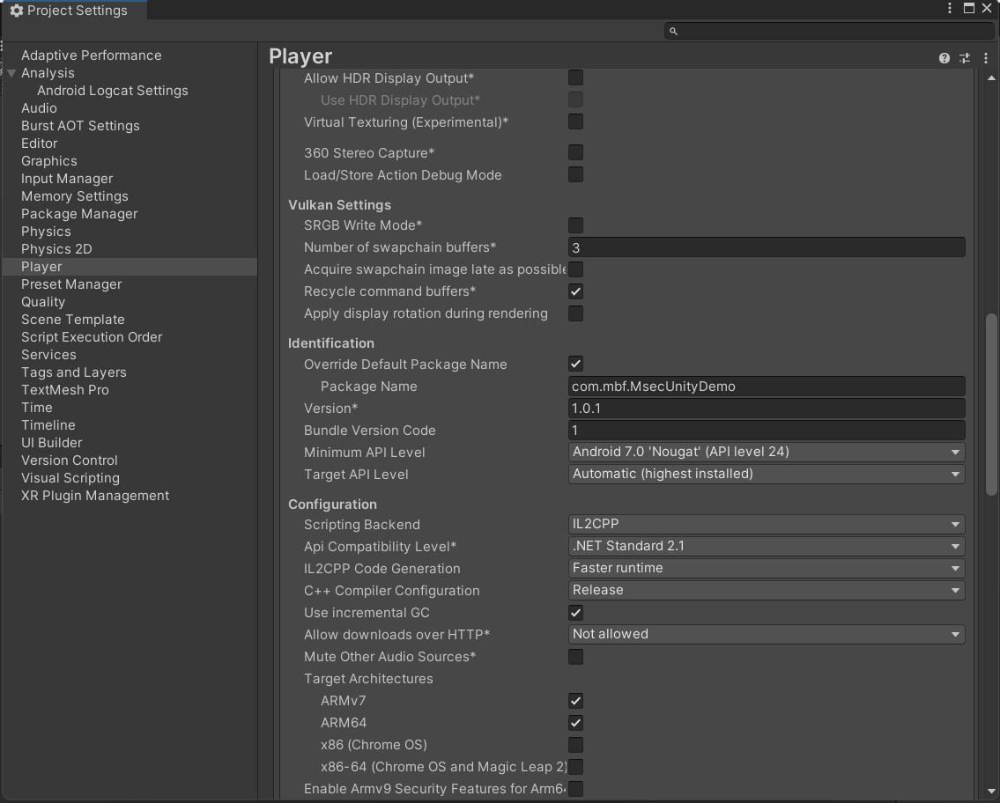 Project Settings
Adaptive Performance
Analysis
Android Logcat Settings
Audio
Burst AOT Settings
Editor
Graphics
Input Manager
Memory Settings
Package Manager
Physics
Physics 2D
Player
Preset Manager
Quality
Scene Template
Script Execution Order
Services
Tags and Layers
TextMesh Pro
Time
Timeline
UI Builder
Version Control
Visual Scripting
XR Plugin Management
Player
Allow HDR Display Output*
Use HDR Display Output*
Virtual Texturing (Experimental)*
360 Stereo Capture*
Load/Store Action Debug Mode
Vulkan Settings
SRGB Write Mode*
Number of swapchain buffers* 3
Acquire swapchain image late as possible
Recycle command buffers*
Apply display rotation during rendering
Identification
Override Default Package Name
Package Name com.mbf.MsecUnityDemo
Version* 1.0.1
Bundle Version Code 1
Minimum API Level Android 7.0 'Nougat' (API level 24)
Target API Level Automatic (highest installed)
Configuration
Scripting Backend IL2CPP
Api Compatibility Level* .NET Standard 2.1
IL2CPP Code Generation Faster runtime
C++ Compiler Configuration Release
Use incremental GC
Allow downloads over HTTP* Not allowed
Mute Other Audio Sources*
Target Architectures
ARMv7
ARM64
x86 (Chrome OS)
x86-64 (Chrome OS and Magic Leap 2)
Enable Armv9 Security Features for Arm64